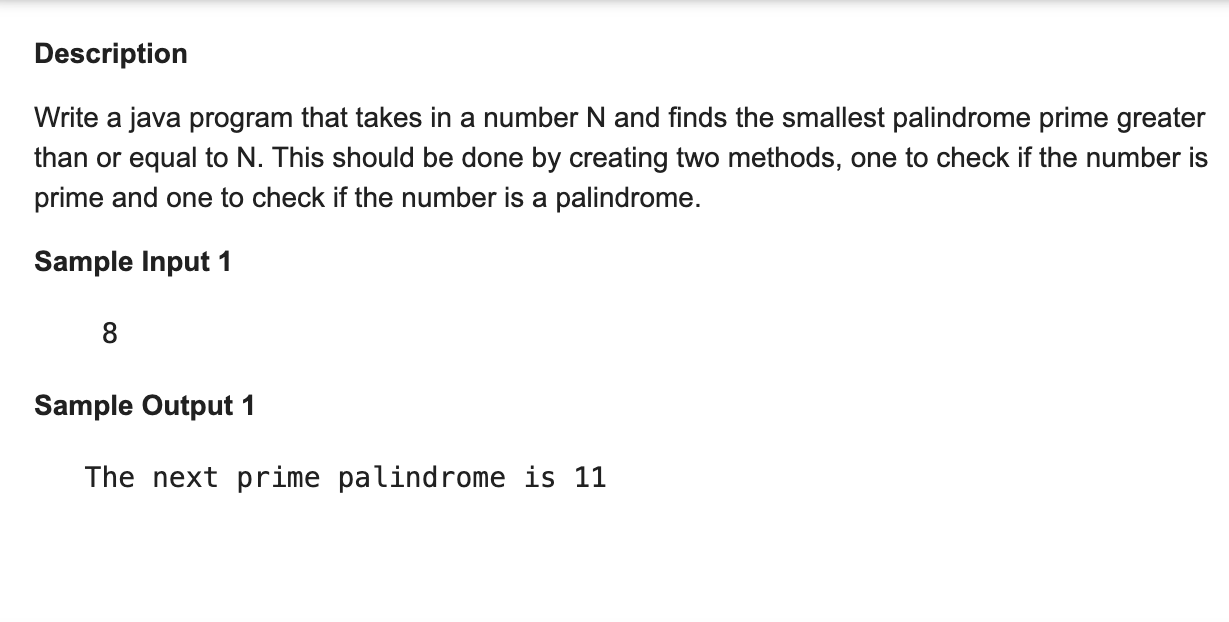 Description
Write a java program that takes in a number N and finds the smallest palindrome prime greater
than or equal to N. This should be done by creating two methods, one to check if the number is
prime and one to check if the number is a palindrome.
Sample Input 1
8
Sample Output 1
The next prime palindrome is 11